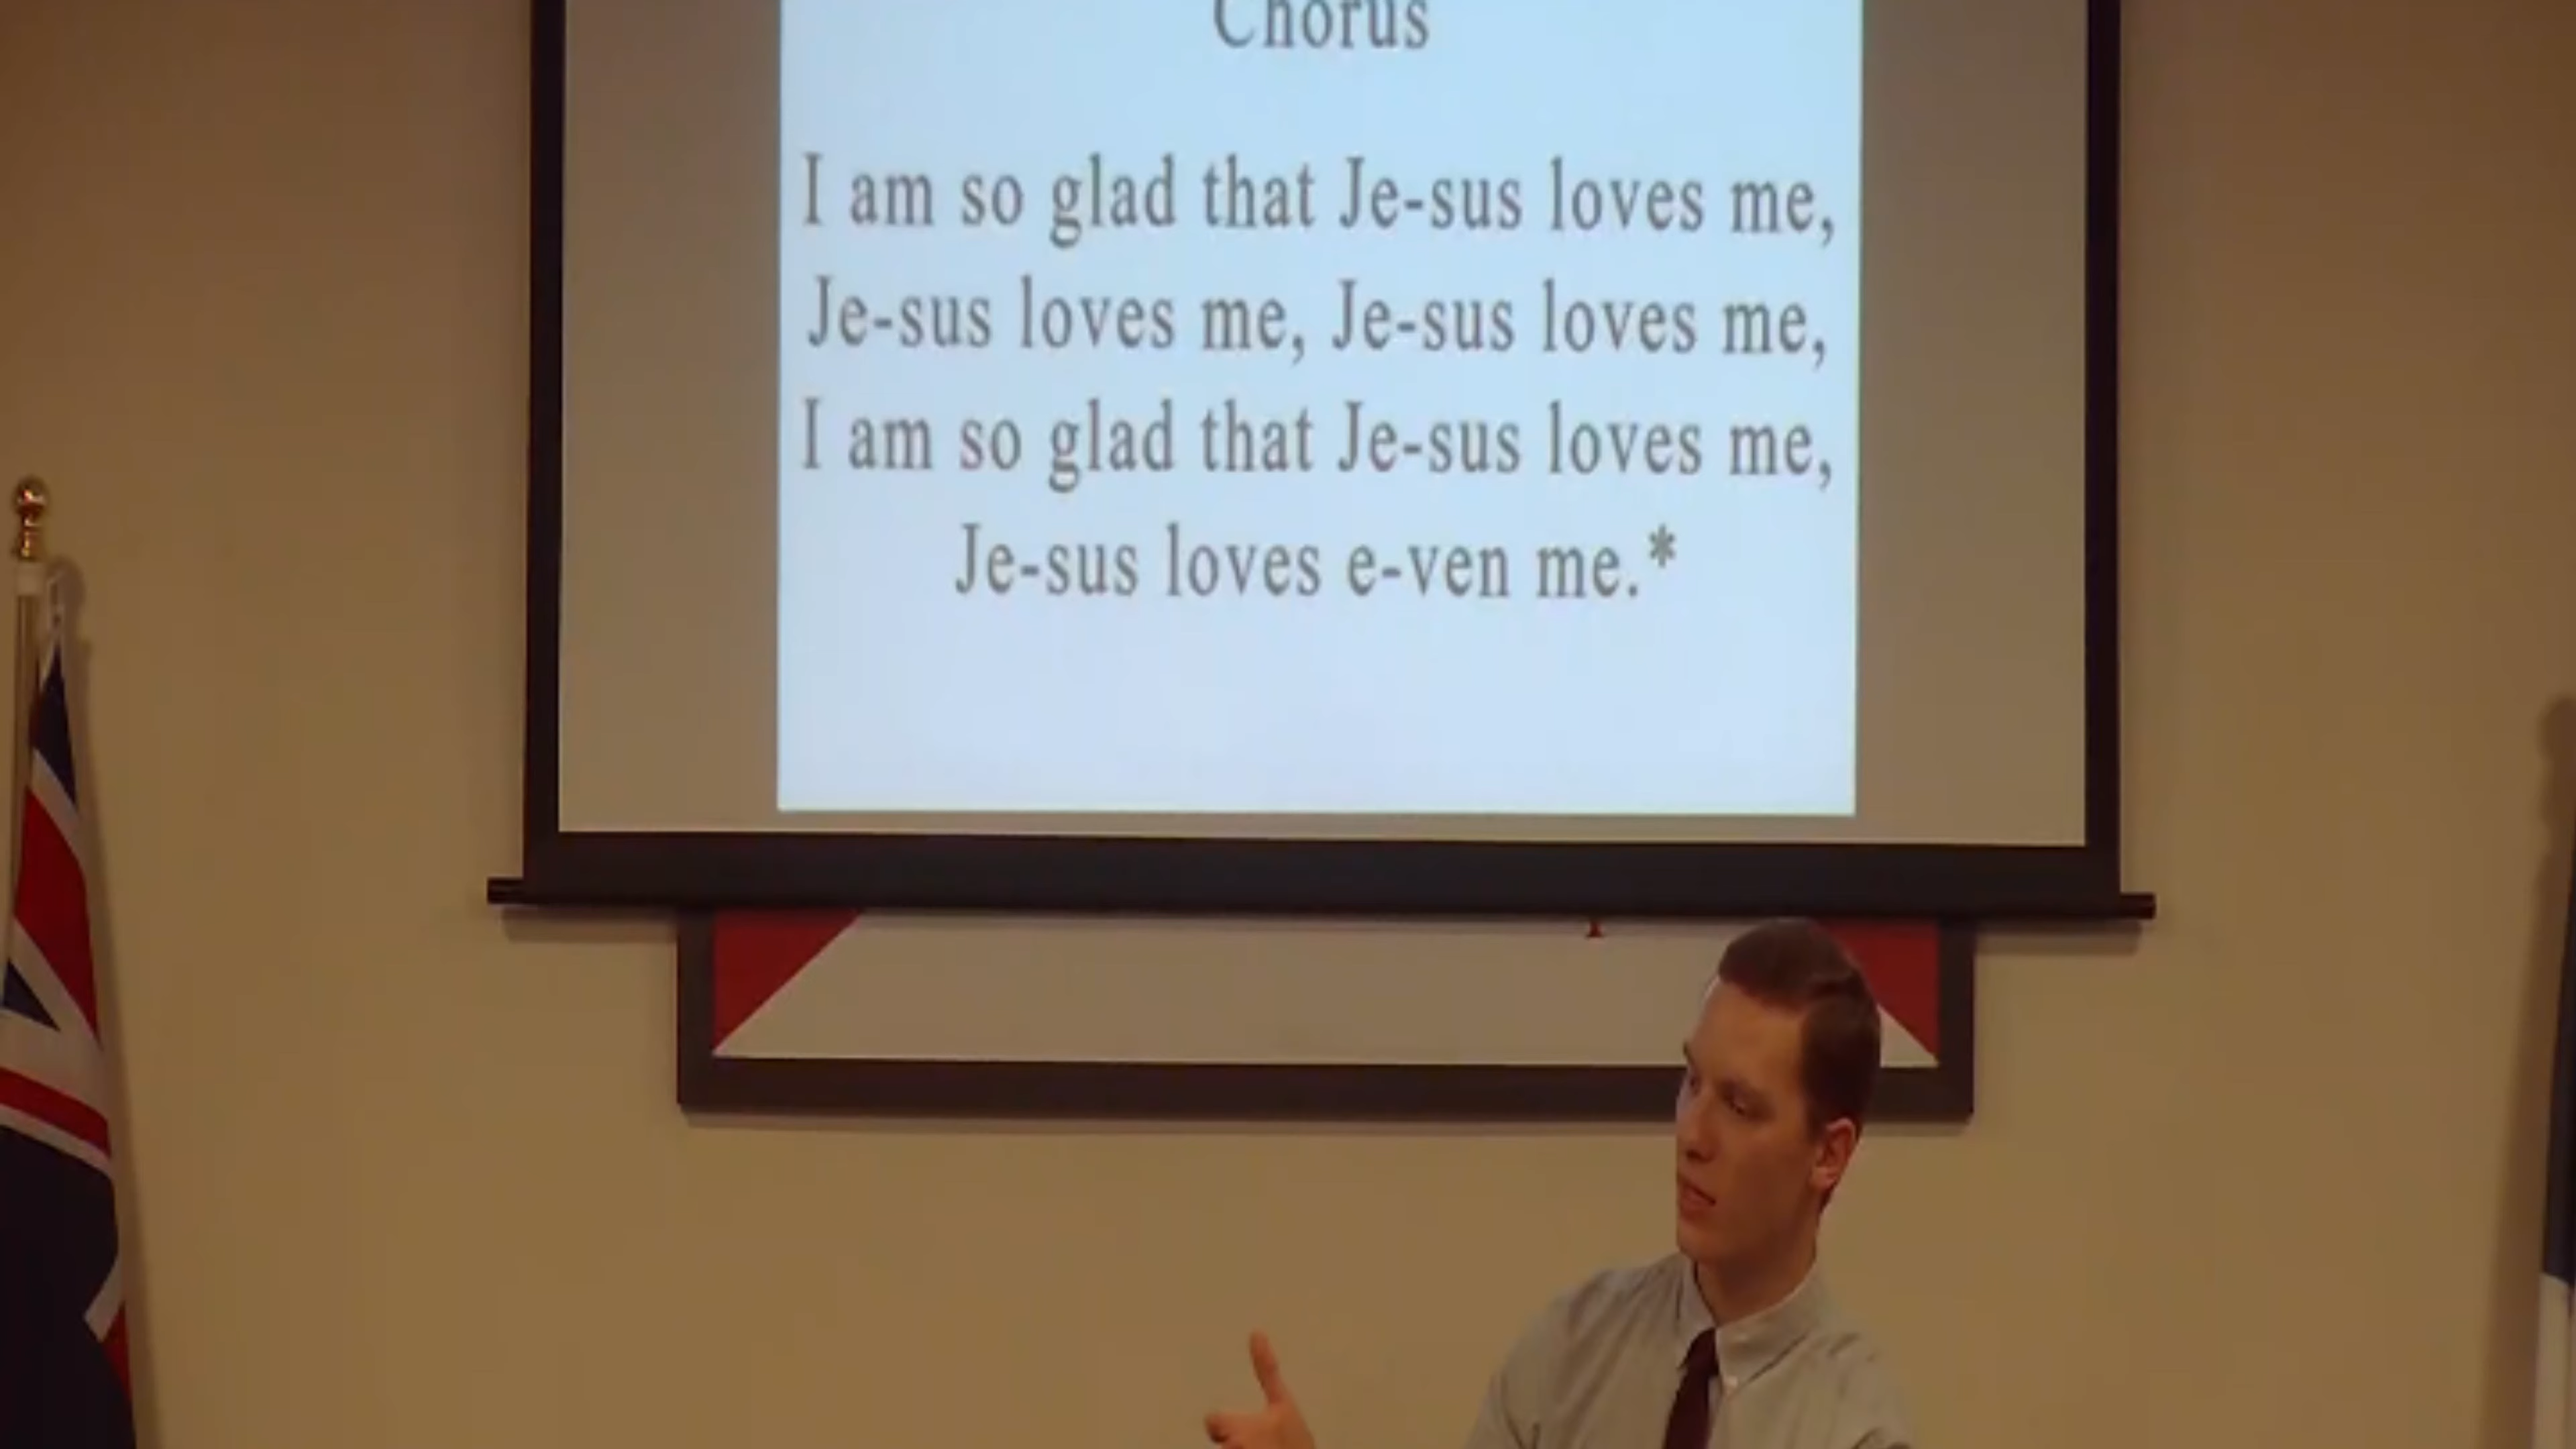 Chorus
I am so glad that Je-sus loves me,
Je-sus loves me, Je-sus loves me,
I am so glad that Je-sus loves me,
Je-sus loves e-ven me.*